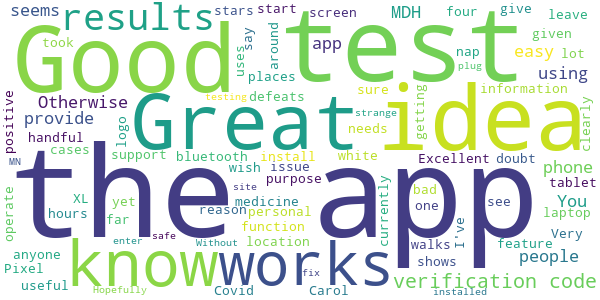 seems results stars start screen MDH four give leave
took Good say uses around places app test nap given easy lot using
positive Otherwise provide logo defeats Great sure needs idea getting information clearly
handful testing strange plug
MN cases support bluetooth install white Excellent doubt phone
the app
XL yet wish issue purpose bad one see tablet You
operate hours far reason medicine personal function currently walks I've feature laptop Very
anyone know works location shows people
Pixel site enter safe Without fix verification code
useful Hopefully Covid Carol installed